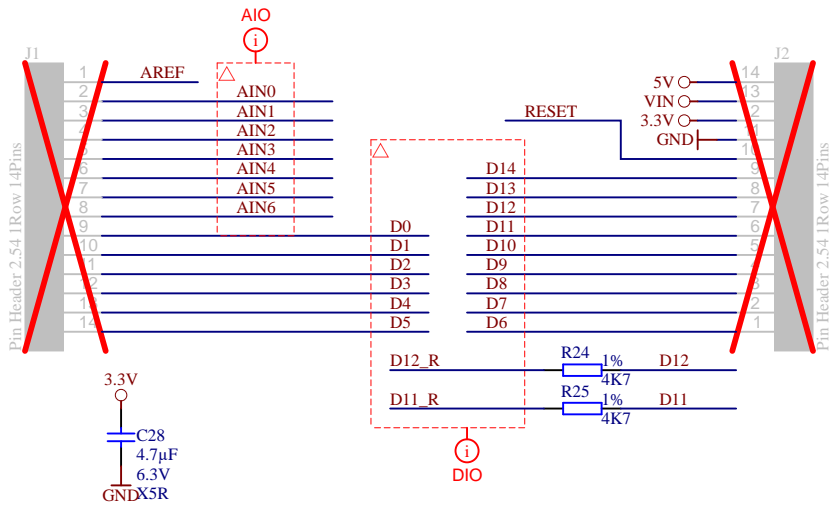 AIO
i
J1
J2
Pin Header 2.54 1Row 14Pins
1
AREF
2
AIN0
3
AIN1
4
AIN2
5
AIN3
6
AIN4
7
AIN5
8
AIN6
9
D0
10
D1
11
D2
12
D3
13
D4
14
D5
5V
14
VIN
13
RESET
3.3V
12
GND
11
10
D14
9
D13
8
D12
7
D11
6
D10
5
D9
4
D8
3
D7
2
D6
1
Pin Header 2.54 1Row 14Pins
D12_R
R24
1%
4K7
D12
D11_R
R25
1%
4K7
D11
i
DIO
3.3V
C28
4.7µF
6.3V
X5R
GND